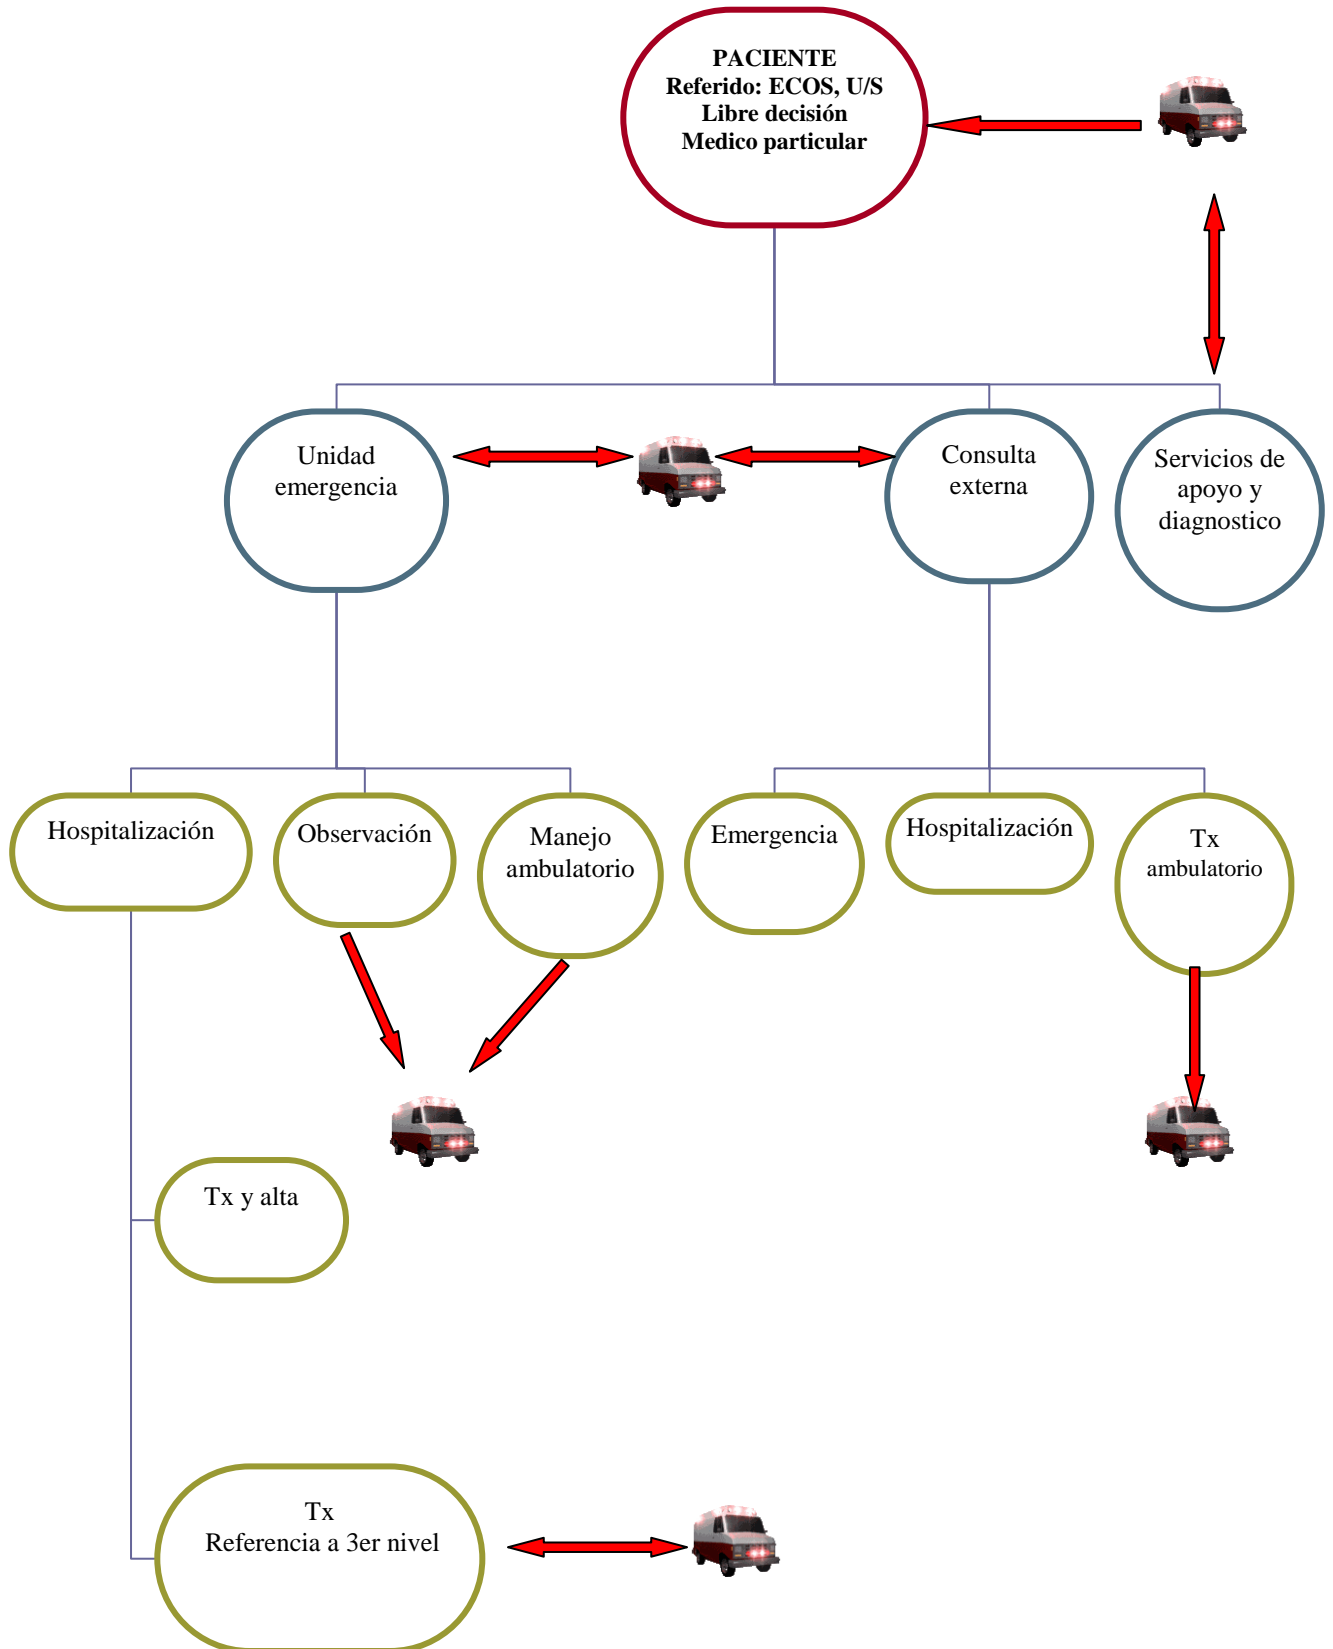 PACIENTE
Referido: ECOS, U/S
Libre decisión
Medico particular
Unidad
emergencia
Consulta
externa
Servicios de
apoyo y
diagnostico
Hospitalización
Observación
Manejo
ambulatorio
Emergencia
Hospitalización
Tx
ambulatorio
Tx y alta
Tx
Referencia a 3er nivel